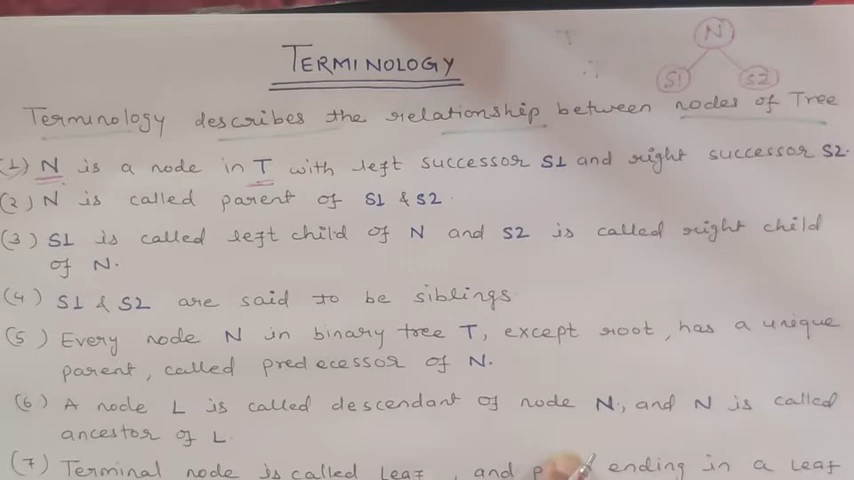 N
S1 S2
TERMINOLOGY
Terminology describes the relationship between nodes of Tree
(1) N is a node in T with left successor S1 and right successor S2.
(2) N is called parent of S1 & S2.
(3) S1 is called left child of N and S2 is called right child
of N.
(4) S1 & S2 are said to be siblings.
(5) Every node N in binary tree T, except root, has a unique
parent, called predecessor of N.
(6) A node L is called descendant of node N, and N is called
ancestor of L.
(7) Terminal node is called Leaf, and ending in a Leaf